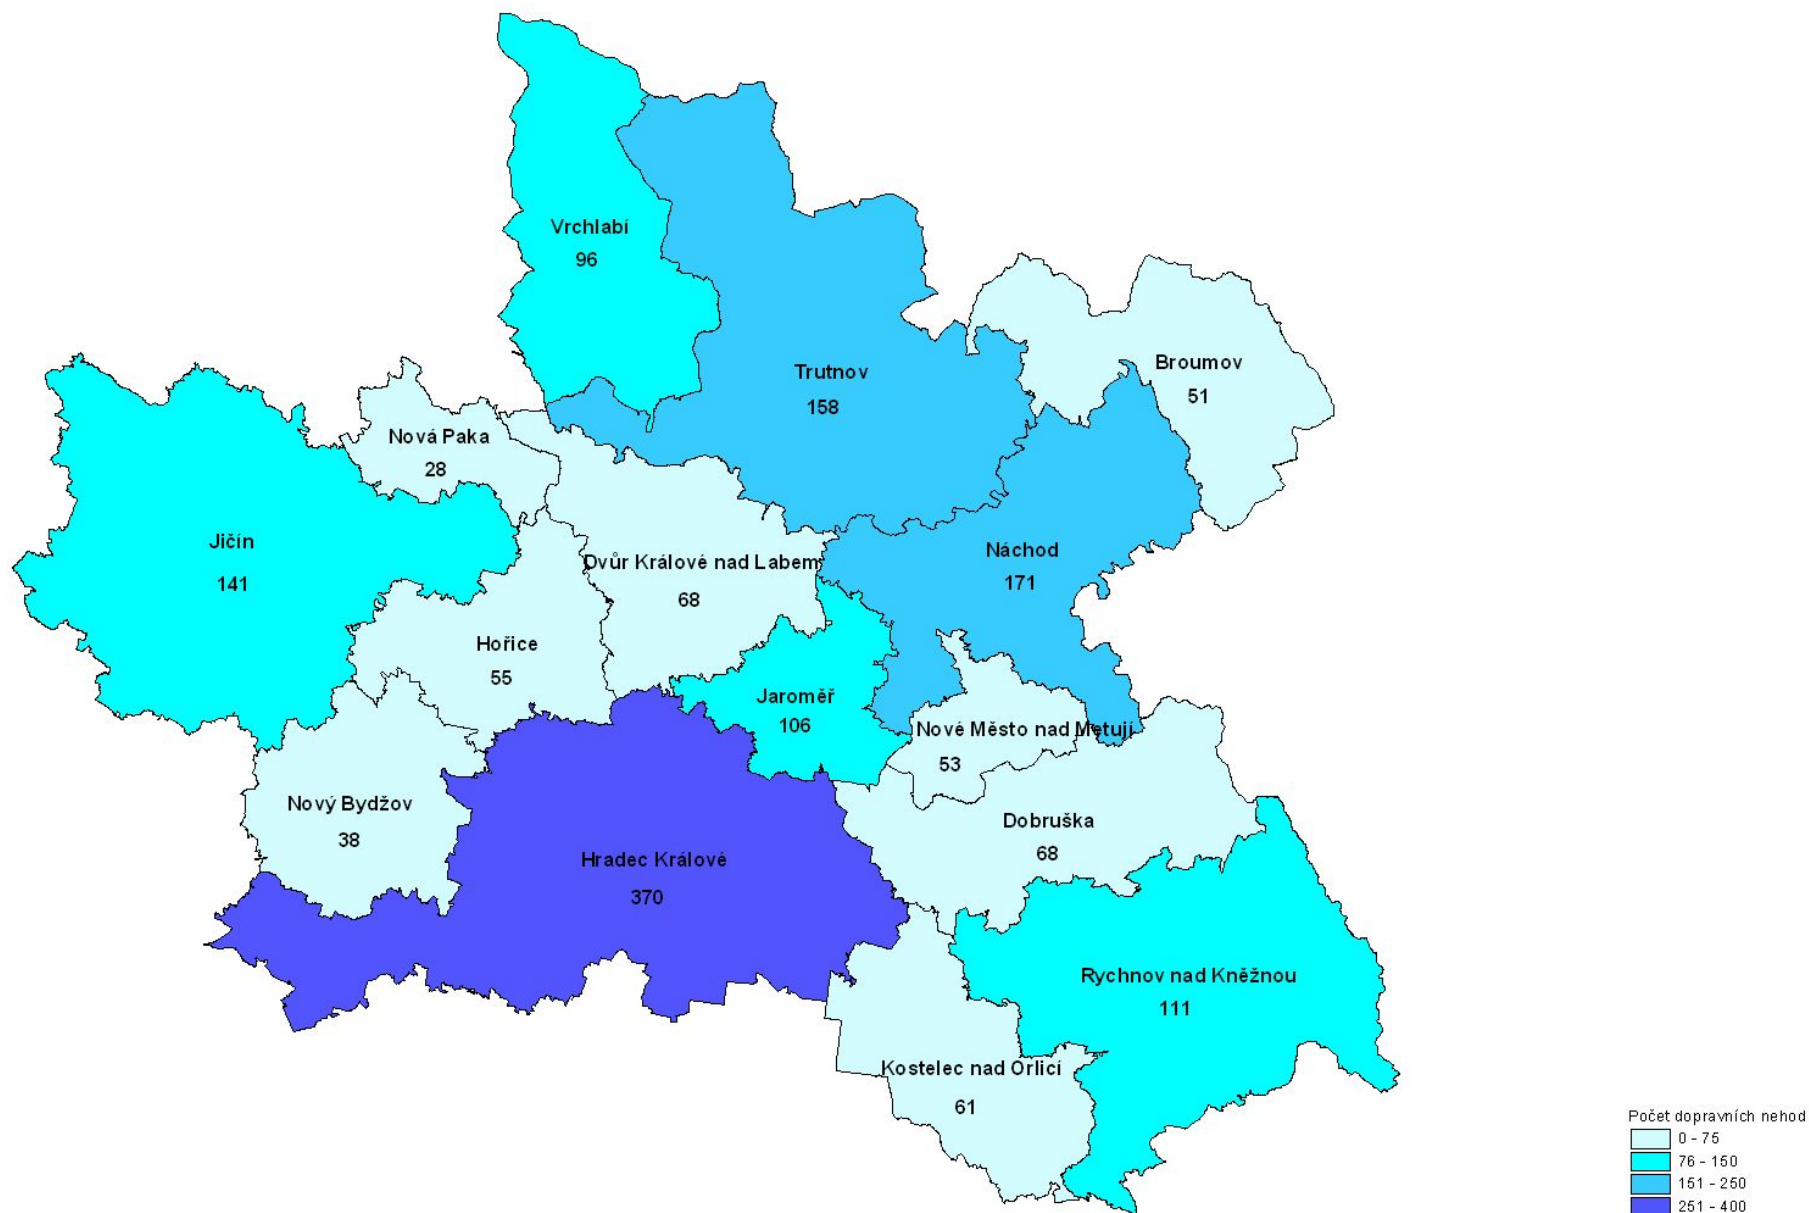 Vrchlabí
96
Trutnov
158
Broumov
51
Nová Paka
28
Jičín
141
Dvůr Králové nad Labem
68
Náchod
171
Hořice
55
Jaroměř
106
Nové Město nad Metují
53
Nový Bydžov
38
Dobruška
68
Hradec Králové
370
Rychnov nad Kněžnou
111
Kostelec nad Orlicí
61
Počet dopravních nehod
0 - 75
76 - 150
151 - 250
251 - 400